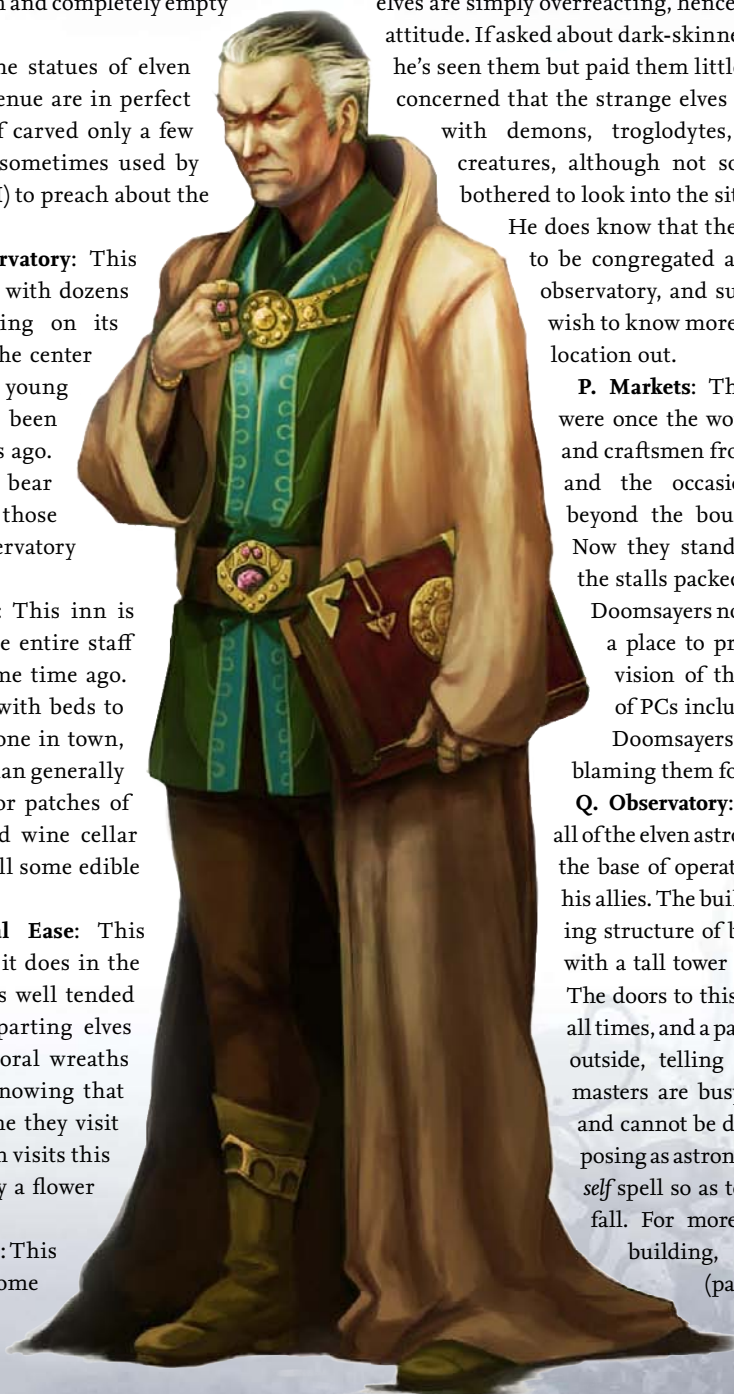 n and completely empty
he statues of elven
enue are in perfect
f carved only a few
sometimes used by
I) to preach about the
rvatory: This
with dozens
ing on its
he center
young
been
s ago.
bear
those
ervatory
: This inn is
e entire staff
me time ago.
with beds to
one in town,
an generally
or patches of
d wine cellar
ll some edible
l Ease: This
it does in the
s well tended
parting elves
oral wreaths
nowing that
ne they visit
n visits this
y a flower
: This
ome
elves are simply overreacting, hence
attitude. If asked about dark-skinne
he's seen them but paid them little
concerned that the strange elves
with demons, troglodytes,
creatures, although not so
bothered to look into the sit
He does know that the
to be congregated a
observatory, and su
wish to know more
location out.
P. Markets: Th
were once the wo
and craftsmen fro
and the occasio
beyond the bou
Now they stand
the stalls packed
Doomsayers no
a place to pr
vision of th
of PCs inclu
Doomsayers
blaming them fo
Q. Observatory:
all of the elven astro
the base of operat
his allies. The buil
ing structure of b
with a tall tower
The doors to this
all times, and a pa
outside, telling
masters are bus
and cannot be d
posing as astron
self spell so as to
fall. For more
building,
(pa